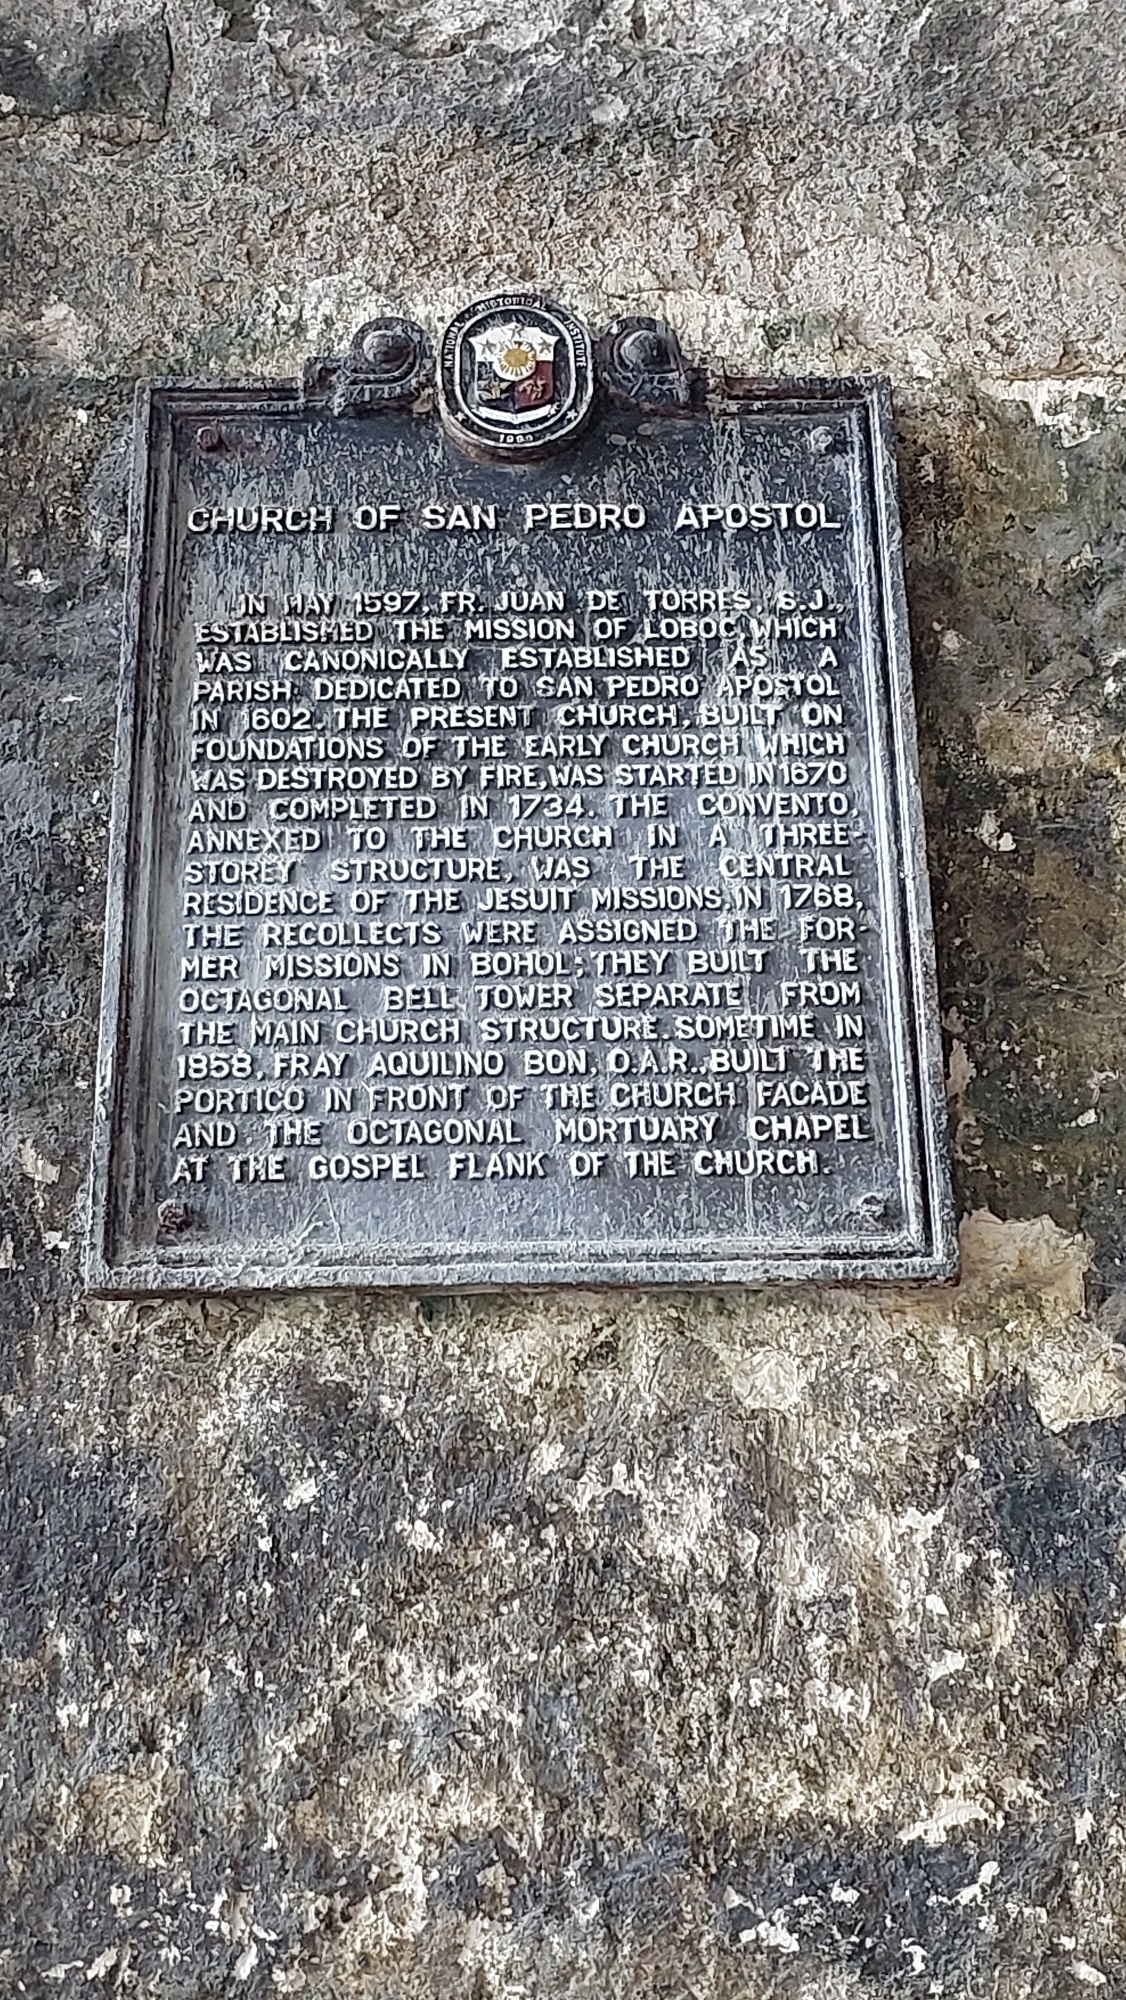 NATIONAL HISTORICAL INSTITUTE
CHURCH OF SAN PEDRO APOSTOL
IN MAY 1597, FR. JUAN DE TORRES, S.J.,
ESTABLISHED THE MISSION OF LOBOC, WHICH
WAS CANONICALLY ESTABLISHED AS A
PARISH DEDICATED TO SAN PEDRO APOSTOL
IN 1602. THE PRESENT CHURCH, BUILT ON
FOUNDATIONS OF THE EARLY CHURCH WHICH
WAS DESTROYED BY FIRE, WAS STARTED IN 1670
AND COMPLETED IN 1734. THE CONVENTO,
ANNEXED TO THE CHURCH IN A THREE-
STOREY STRUCTURE, WAS THE CENTRAL
RESIDENCE OF THE JESUIT MISSIONS. IN 1768,
THE RECOLLECTS WERE ASSIGNED THE FOR-
MER MISSIONS IN BOHOL; THEY BUILT THE
OCTAGONAL BELL TOWER SEPARATE FROM
THE MAIN CHURCH STRUCTURE. SOMETIME IN
1858, FRAY AQUILINO BON, O.A.R., BUILT THE
PORTICO IN FRONT OF THE CHURCH FACADE
AND THE OCTAGONAL MORTUARY CHAPEL
AT THE GOSPEL FLANK OF THE CHURCH.